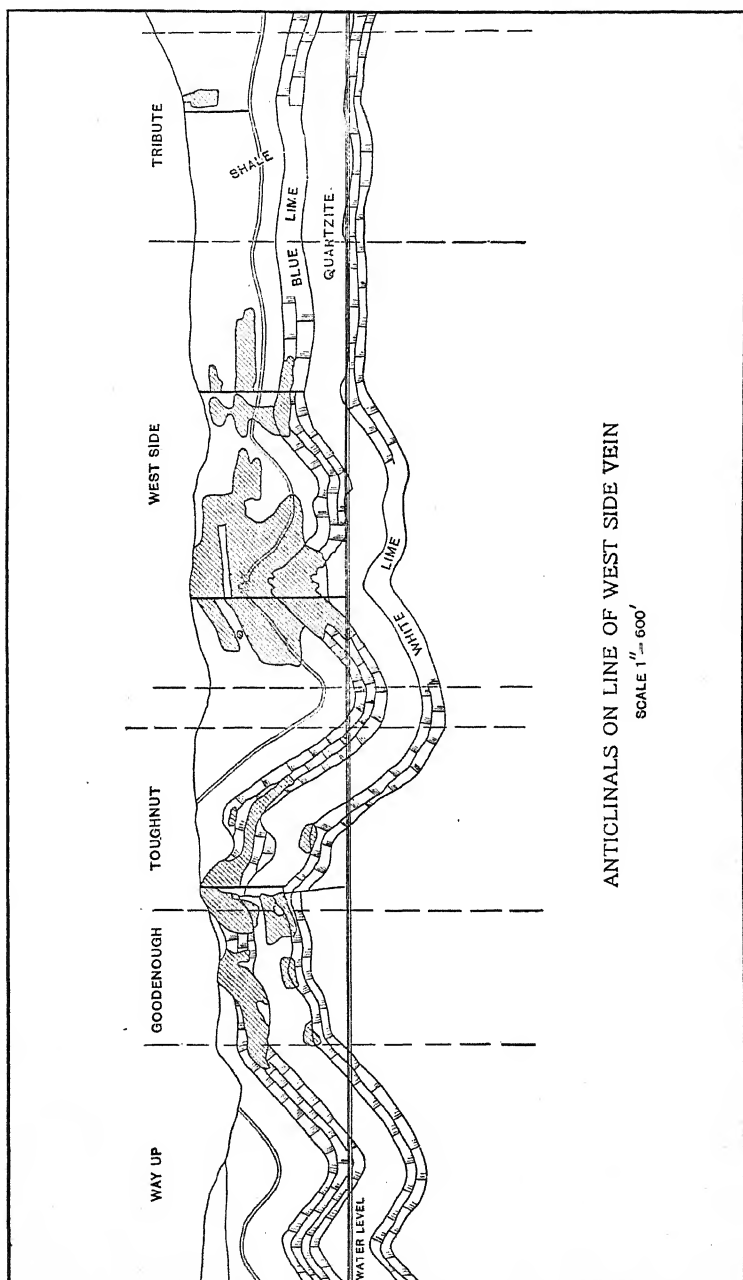 WAY UP
GOODENOUGH
TOUGHNUT
WEST SIDE
TRIBUTE
SHALE
BLUE LIME
QUARTZITE
WHITE LIME
WATER LEVEL
ANTICLINALS ON LINE OF WEST SIDE VEIN
SCALE 1"=600'